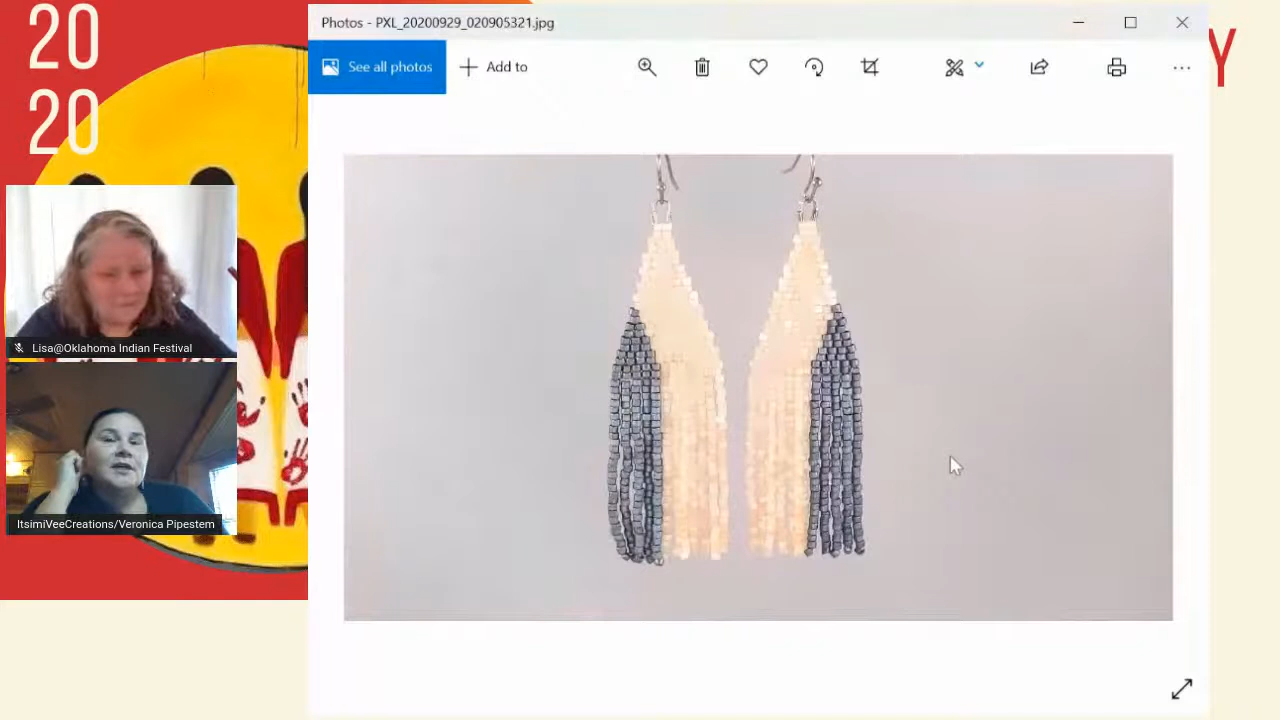 20
20
Y
Photos - PXL_20200929_020905321.jpg
See all photos
Add to
Lisa@Oklahoma Indian Festival
ItsimiVeeCreations/Veronica Pipestem